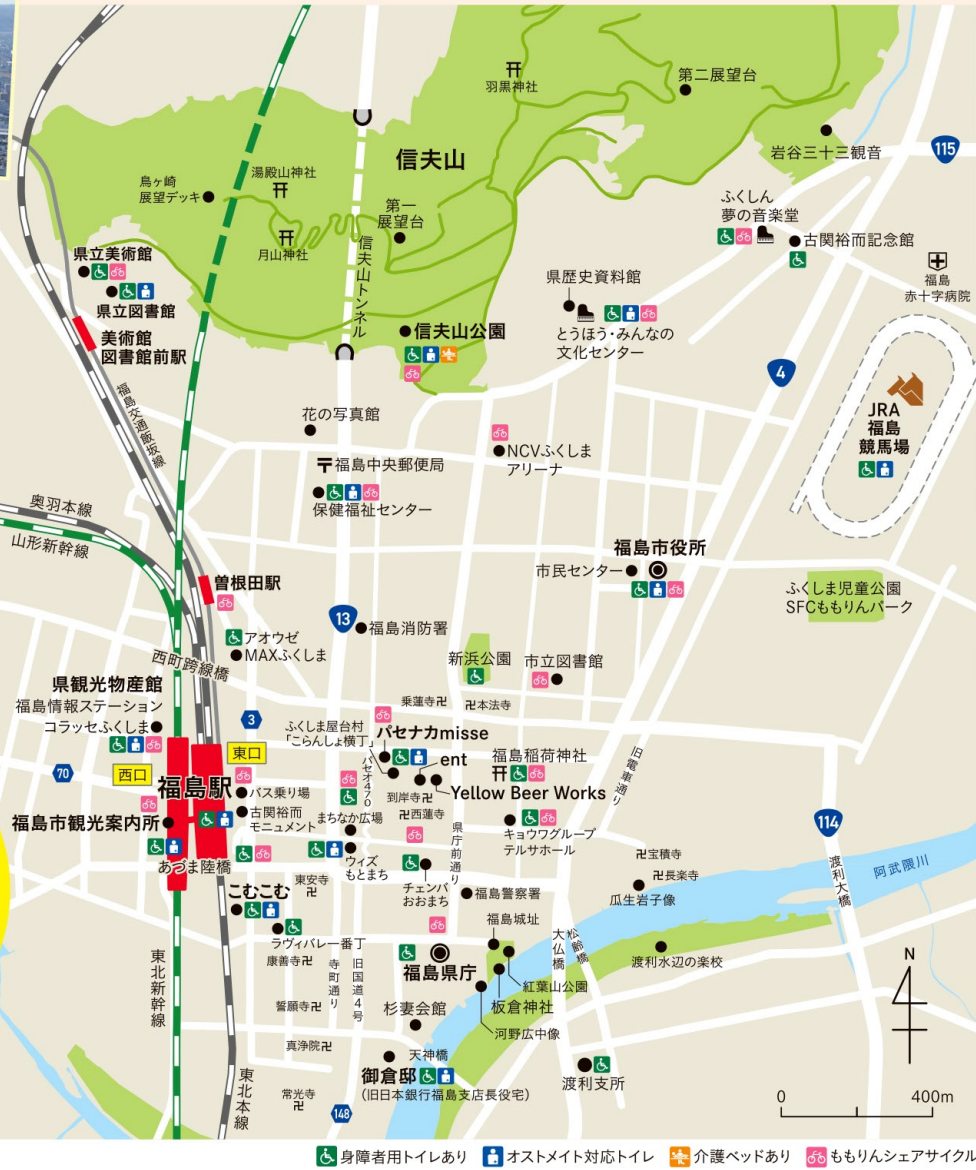 羽黒神社
第二展望台
岩谷三十三観音
115
信夫山
湯殿山神社
烏ヶ崎
展望デッキ
第一
展望台
月山神社
信夫山トンネル
ふくしん
夢の音楽堂
古関裕而記念館
福島
赤十字病院
県立美術館
県立図書館
美術館
図書館前駅
県歴史資料館
とうほう・みんなの
文化センター
信夫山公園
4
JRA
福島
競馬場
福島交通飯坂線
花の写真館
NCVふくしま
アリーナ
〒福島中央郵便局
保健福祉センター
奥羽本線
山形新幹線
福島市役所
市民センター
ふくしま児童公園
SFCももりんパーク
曽根田駅
13
福島消防署
アオウゼ
MAXふくしま
西町跨線橋
新浜公園
市立図書館
県観光物産館
福島情報ステーション
コラッセふくしま
乗蓮寺卍
卍本法寺
3
ふくしま屋台村
「こらんしょ横丁」
パセナカmisse
ent
Yellow Beer Works
福島稲荷神社
旧電車通り
70
西口
東口
福島駅
バス乗り場
古関裕而
モニュメント
パセオ470
到岸寺卍
卍西蓮寺
まちなか広場
福島市観光案内所
あづま陸橋
ウィズ
もとまち
県庁前通り
キョウワグループ
テルサホール
114
渡利大橋
阿武隈川
卍宝積寺
卍長楽寺
瓜生岩子像
チェンバ
おおまち
福島警察署
東安寺
卍
こむこむ
ラヴィバレー一番丁
康善寺卍
寺町通り
旧国道4号
福島城址
大仏橋
松齢橋
渡利水辺の楽校
福島県庁
紅葉山公園
板倉神社
河野広中像
東北新幹線
誓願寺卍
杉妻会館
真浄院卍
天神橋
御倉邸
(旧日本銀行福島支店長役宅)
渡利支所
東北本線
常光寺
卍
148
N
0
400m
身障者用トイレあり
オストメイト対応トイレ
介護ベッドあり
ももりんシェアサイクル